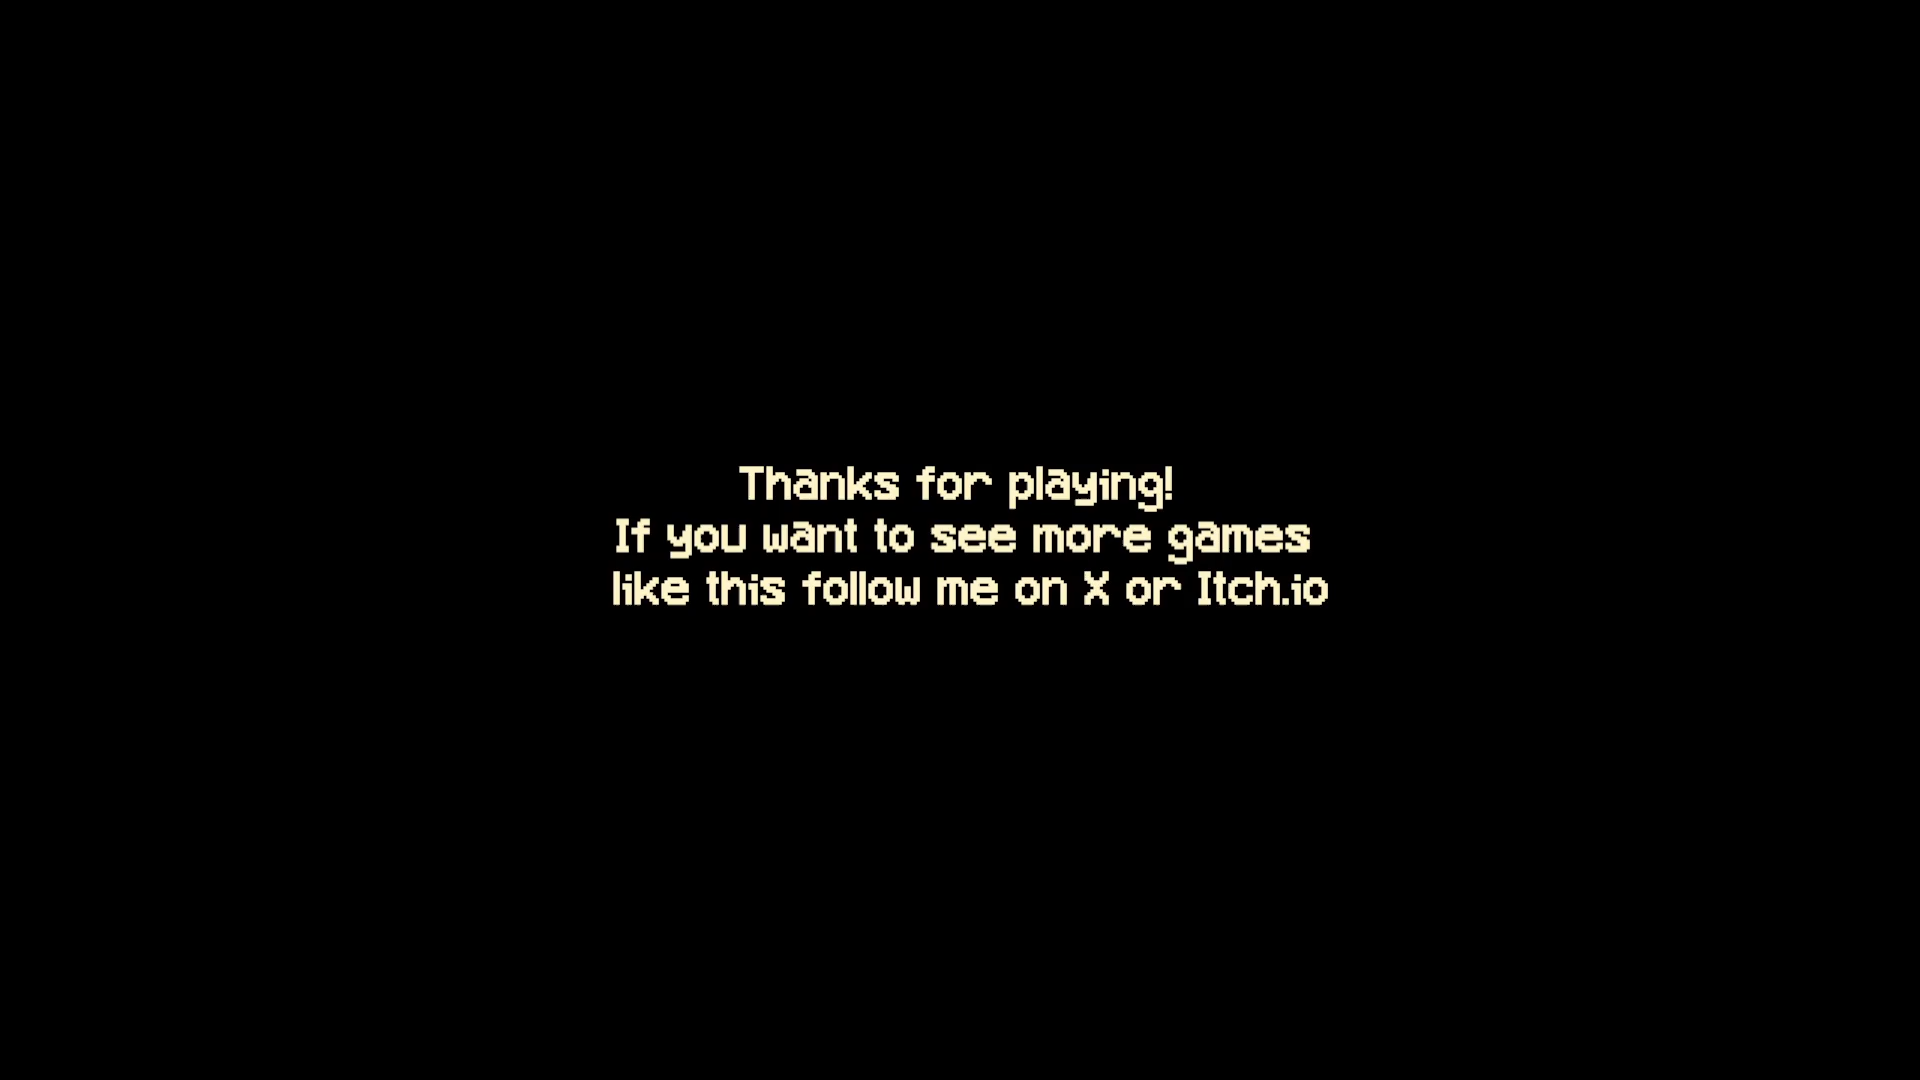 Thanks for playing!
If you want to see more games
like this follow me on X or Itch.io